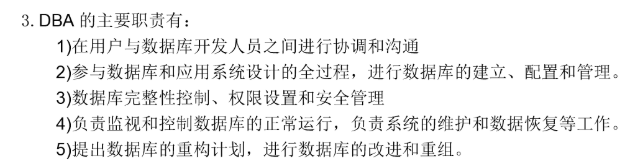 3. DBA 的主要职责有：
1)在用户与数据库开发人员之间进行协调和沟通
2)参与数据库和应用系统设计的全过程，进行数据库的建立、配置和管理。
3)数据库完整性控制、权限设置和安全管理
4)负责监视和控制数据库的正常运行，负责系统的维护和数据恢复等工作。
5)提出数据库的重构计划，进行数据库的改进和重组。